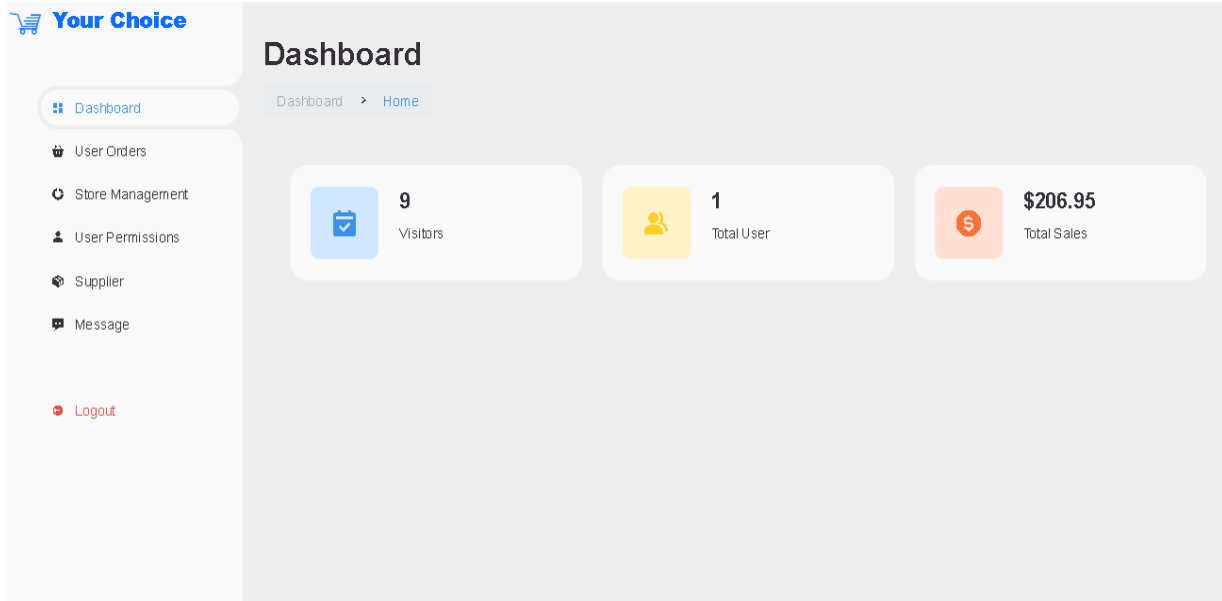 Your Choice
Dashboard
User Orders
Store Management
User Permissions
Supplier
Message
Logout
Dashboard
Dashboard > Home
9
Visitors
1
Total User
$206.95
Total Sales